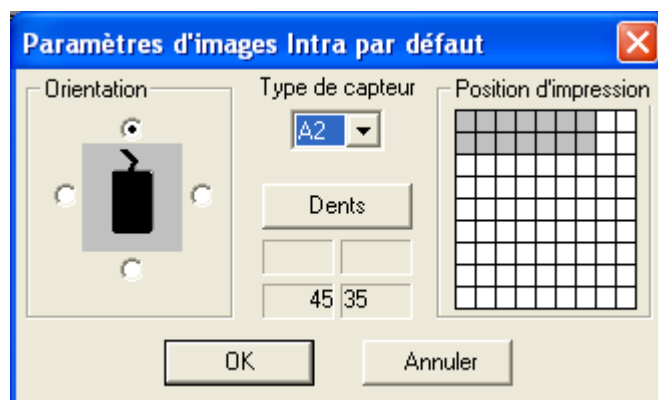 Paramètres d'images Intra par défaut
Orientation
Type de capteur
Position d'impression
A2
Dents
45 35
OK
Annuler